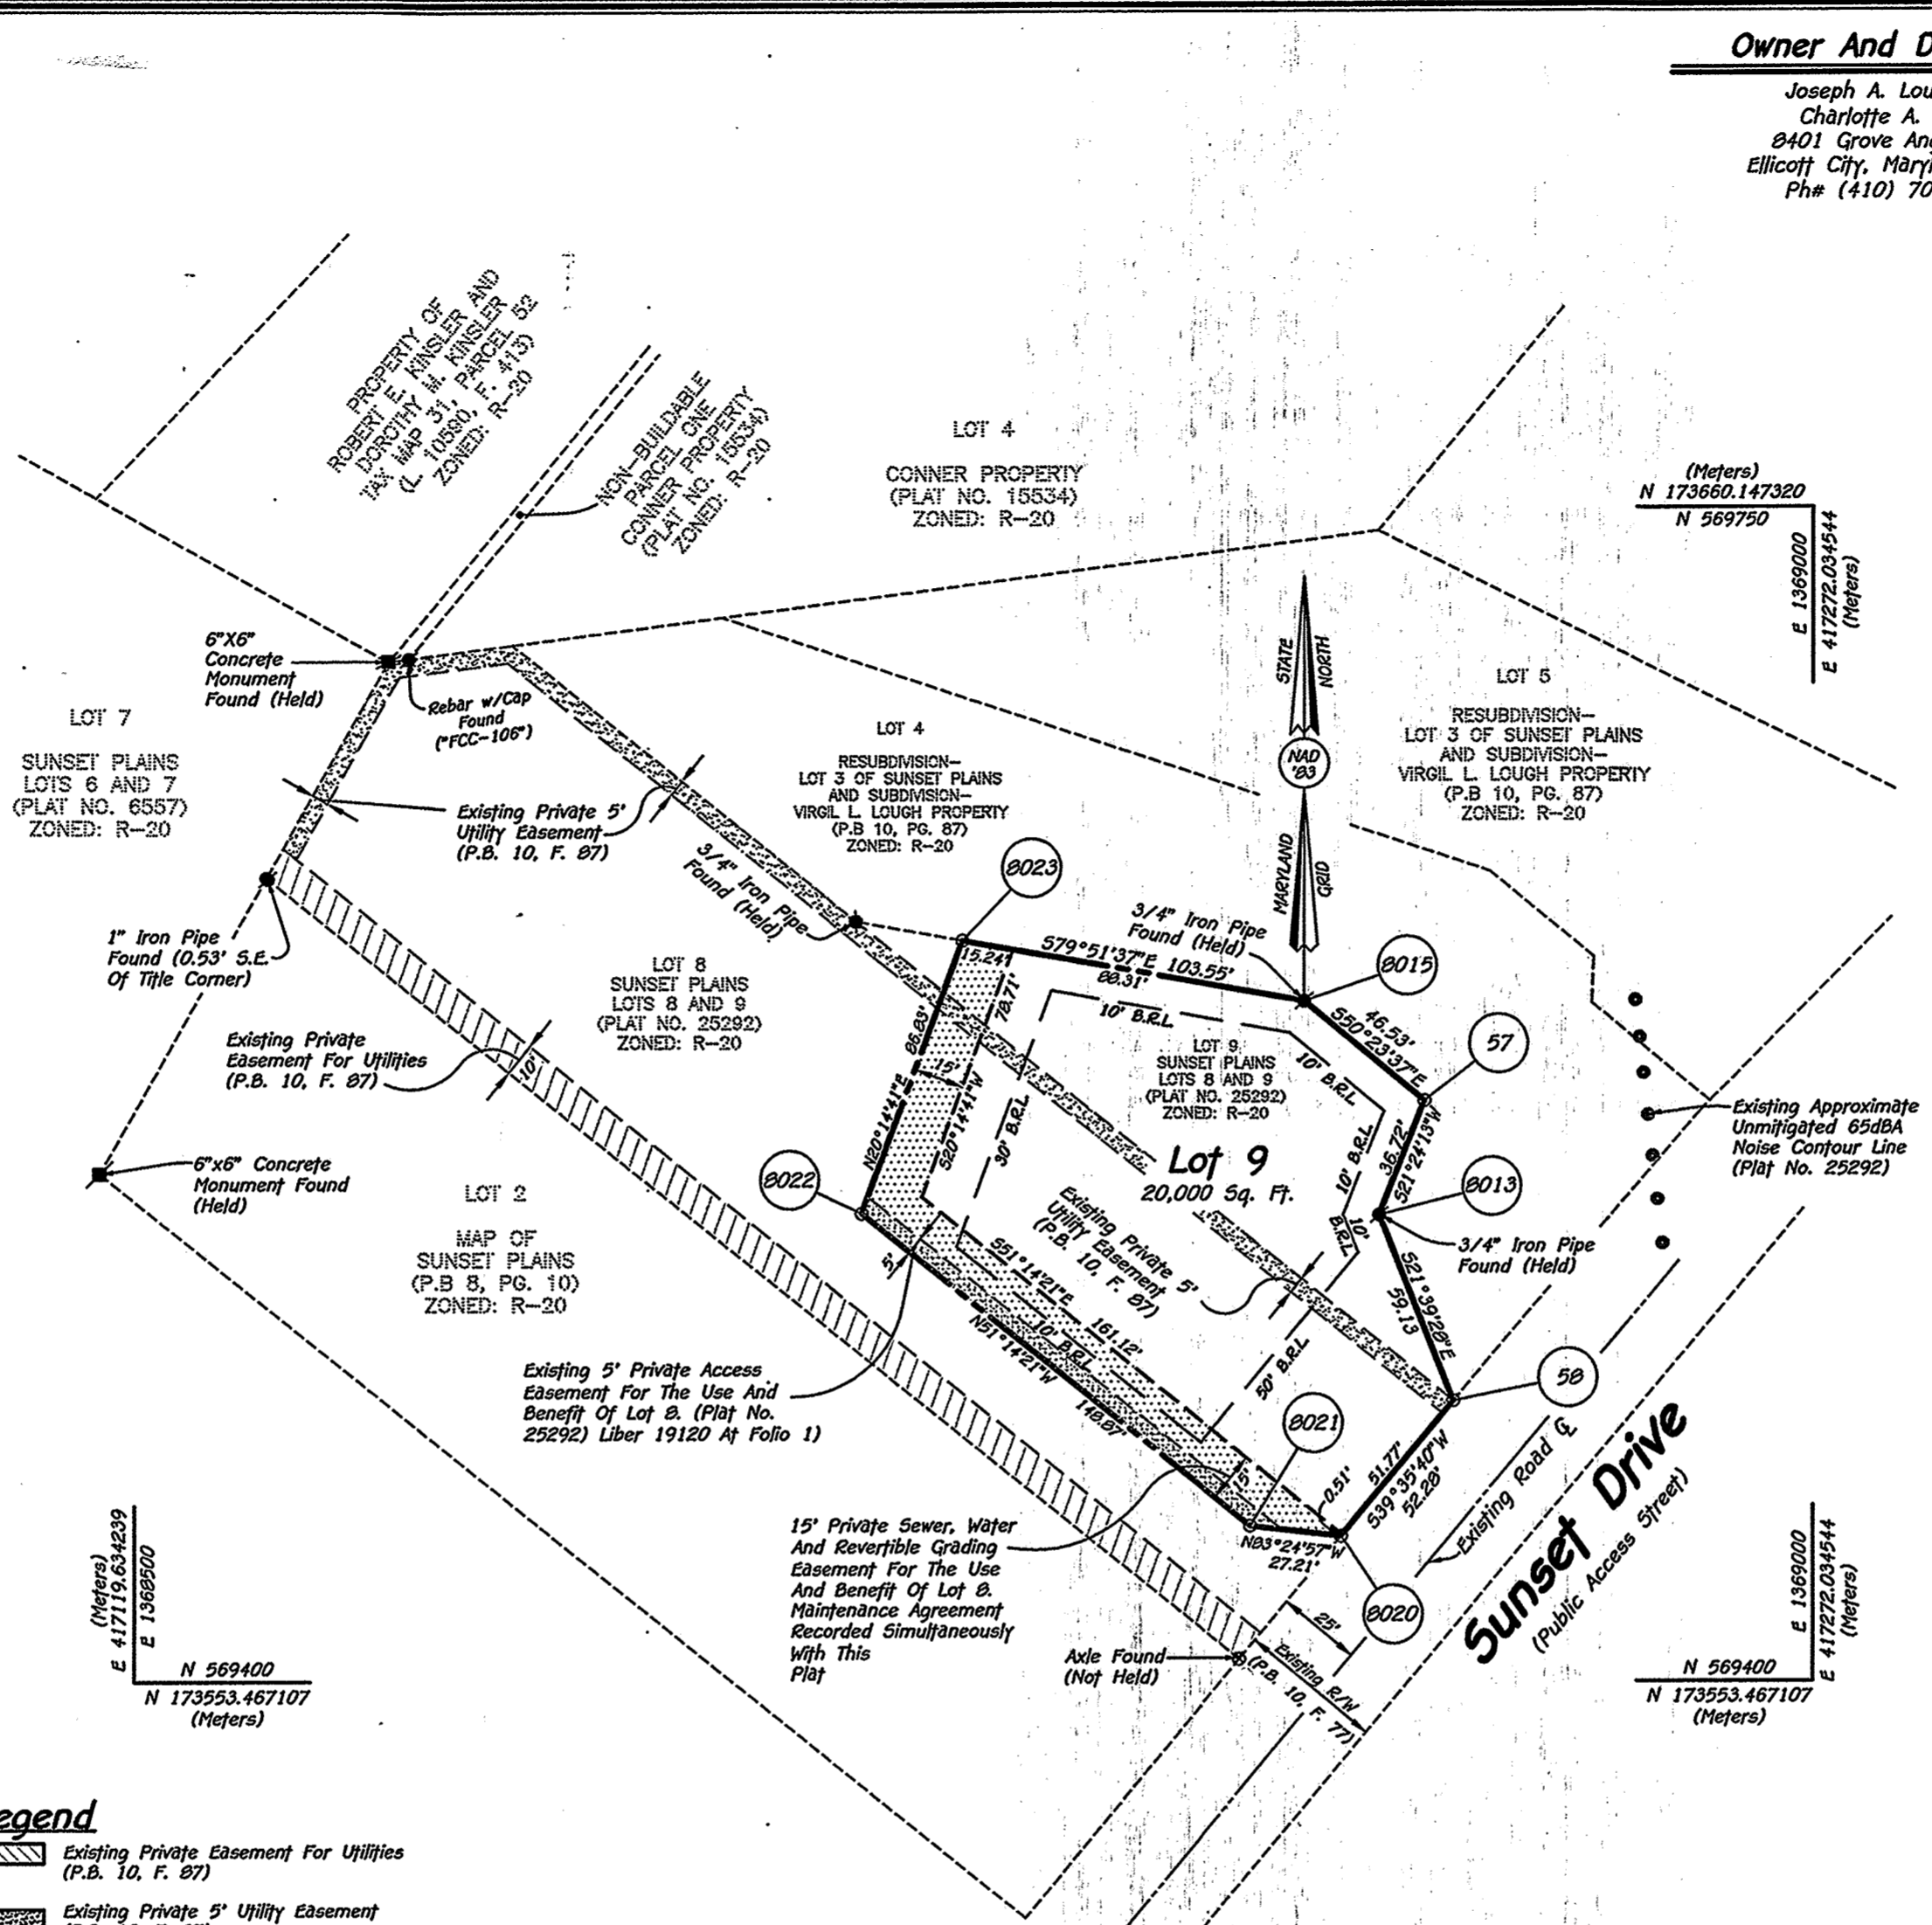 Owner And D
Joseph A. Lou
Charlotte A.
8401 Grove An
Ellicott City, Mary
Ph# (410) 70
PROPERTY OF
ROBERT E. KINSLER AND
DOROTHY M. KINSLER
TAX MAP 31, PARCEL 52
(L. 10590, F. 413)
ZONED: R-20
NON-BUILDABLE
PARCEL ONE
CONNER PROPERTY
(PLAT NO. 15534)
ZONED: R-20
LOT 4
CONNER PROPERTY
(PLAT NO. 15534)
ZONED: R-20
(Meters)
N 173660.147320
N 569750
E 1369000
E 417272.034544
(Meters)
6"X6"
Concrete
Monument
Found (Held)
Rebar w/Cap
Found
("FCC-106")
STATE
NORTH
NAD
'83
MARYLAND
GRID
LOT 7
SUNSET PLAINS
LOTS 6 AND 7
(PLAT NO. 6557)
ZONED: R-20
LOT 4
RESUBDIVISION-
LOT 3 OF SUNSET PLAINS
AND SUBDIVISION-
VIRGIL L. LOUGH PROPERTY
(P.B 10, PG. 87)
ZONED: R-20
LOT 5
RESUBDIVISION-
LOT 3 OF SUNSET PLAINS
AND SUBDIVISION-
VIRGIL L. LOUGH PROPERTY
(P.B 10, PG. 87)
ZONED: R-20
Existing Private 5'
Utility Easement
(P.B. 10, F. 87)
3/4" Iron Pipe
Found (Held)
8023
3/4" Iron Pipe
Found (Held)
8015
1" Iron Pipe
Found (0.53' S.E.
Of Title Corner)
LOT 8
SUNSET PLAINS
LOTS 8 AND 9
(PLAT NO. 25292)
ZONED: R-20
S79°51'37"E 103.55'
15.24'
88.31'
78.71'
86.83'
N20°14'41"E
15'
S20°14'41"W
10' B.R.L.
46.53'
S50°23'37"E
57
LOT 9
SUNSET PLAINS
LOTS 8 AND 9
(PLAT NO. 25292)
ZONED: R-20
10' B.R.L.
30' B.R.L.
Existing Private
Easement For Utilities
(P.B. 10, F. 87)
10'
Existing Approximate
Unmitigated 65dBA
Noise Contour Line
(Plat No. 25292)
36.72'
S21°24'13"W
10' B.R.L.
Lot 9
20,000 Sq. Ft.
8022
8013
6"x6" Concrete
Monument Found
(Held)
LOT 2
MAP OF
SUNSET PLAINS
(P.B 8, PG. 10)
ZONED: R-20
Existing Private 5'
Utility Easement
(P.B. 10, F. 87)
10'
B.R.L.
3/4" Iron Pipe
Found (Held)
S21°39'28"E
59.13
5'
S51°14'21"E 161.12'
10' B.R.L.
N51°14'21"W
148.87'
50' B.R.L.
Existing 5' Private Access
Easement For The Use And
Benefit Of Lot 8. (Plat No.
25292) Liber 19120 At Folio 1)
58
8021
15'
0.51'
51.77'
S39°35'40"W
52.28'
Existing Road ℄
Sunset Drive
(Public Access Street)
15' Private Sewer, Water
And Revertible Grading
Easement For The Use
And Benefit Of Lot 8.
Maintenance Agreement
Recorded Simultaneously
With This
Plat
N83°24'57"W
27.21'
8020
25'
Axle Found
(Not Held)
Existing R/W
(P.B. 10, F. 77)
(Meters)
E 417119.634239
E 1368500
N 569400
N 173553.467107
(Meters)
E 1369000
E 417272.034544
(Meters)
N 569400
N 173553.467107
(Meters)
egend
Existing Private Easement For Utilities
(P.B. 10, F. 87)
Existing Private 5' Utility Easement